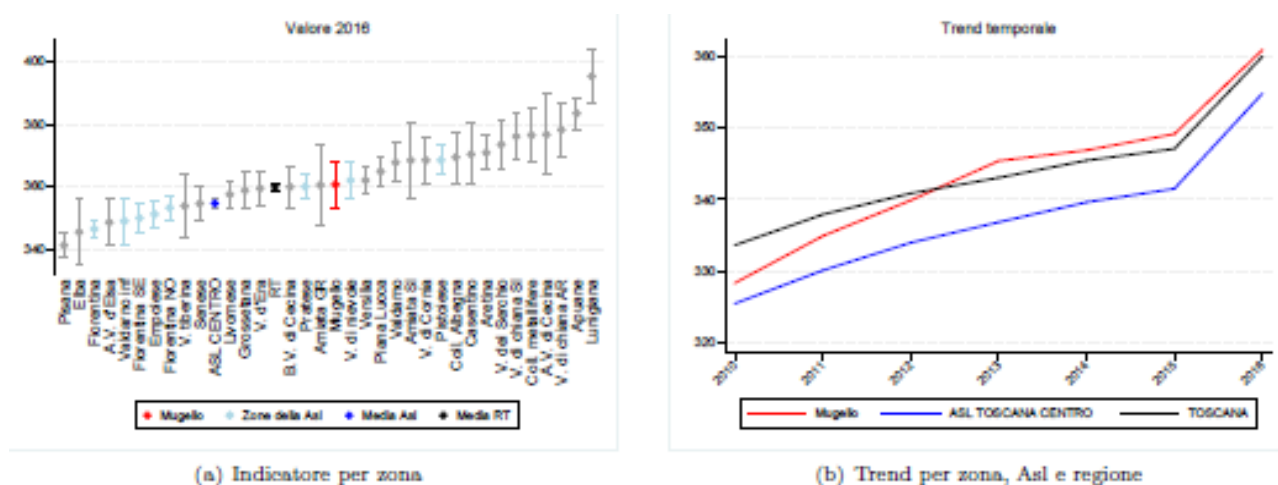 Valore 2016
400
380
360
340
Pisana
Elba
Fiorentina
A.V. d'Elsa
Valdarno Inf
Fiorentina SE
Empolese
Fiorentina NO
V. tiberina
Senese
ASL CENTRO
Livornese
Grossetana
V. d'Era
RT
B.V. di Cecina
Pratese
Amiata GR
Mugello
V. di nievole
Versilia
Piana Lucca
Valdarno
Amiata SI
V. di Cornia
Pistoiese
Coll. Albegna
Casentino
Aretina
V. del Serchio
V. di chiana SI
Coll. metallifere
A.V. di Cecina
V. di chiana AR
Apuane
Lunigiana
Mugello
Zone della Asl
Media Asl
Media RT
(a) Indicatore per zona
Trend temporale
360
350
340
330
320
2010
2011
2012
2013
2014
2015
2016
Mugello
ASL TOSCANA CENTRO
TOSCANA
(b) Trend per zona, Asl e regione